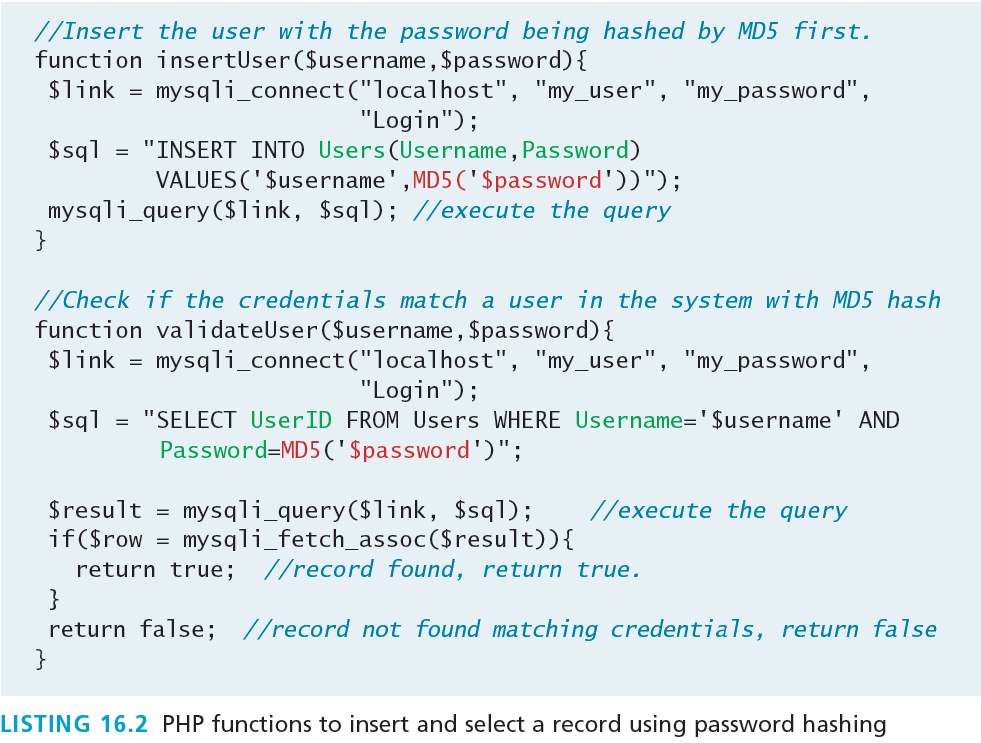 //Insert the user with the password being hashed by MD5 first.
function insertUser($username,$password){
$link = mysqli_connect("localhost", "my_user", "my_password",
"Login");
$sql = "INSERT INTO Users(Username,Password)
VALUES('$username',MD5('$password'))");
mysqli_query($link, $sql); //execute the query
}
//Check if the credentials match a user in the system with MD5 hash
function validateUser($username,$password){
$link = mysqli_connect("localhost", "my_user", "my_password",
"Login");
$sql = "SELECT UserID FROM Users WHERE Username='$username' AND
Password=MD5('$password')";
$result = mysqli_query($link, $sql); //execute the query
if($row = mysqli_fetch_assoc($result)){
return true; //record found, return true.
}
return false; //record not found matching credentials, return false
}
LISTING 16.2 PHP functions to insert and select a record using password hashing